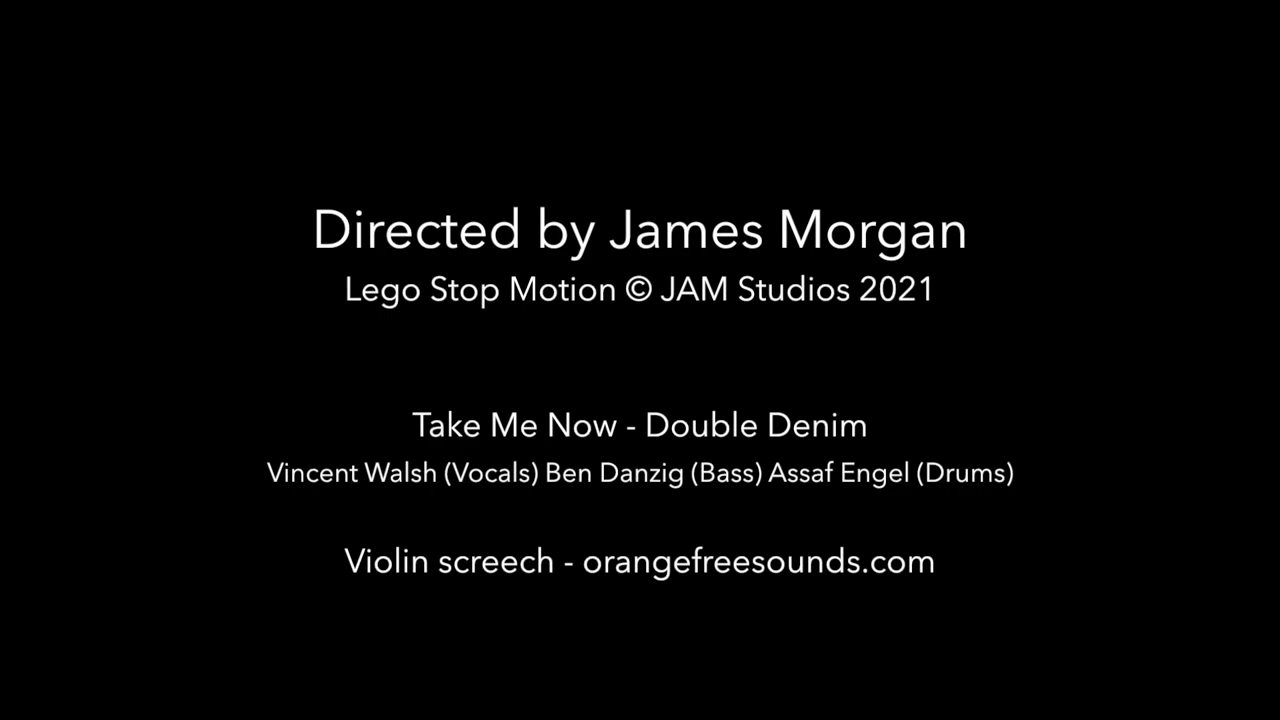 Directed by James Morgan
Lego Stop Motion © JAM Studios 2021
Take Me Now - Double Denim
Vincent Walsh (Vocals) Ben Danzig (Bass) Assaf Engel (Drums)
Violin screech - orangefreesounds.com